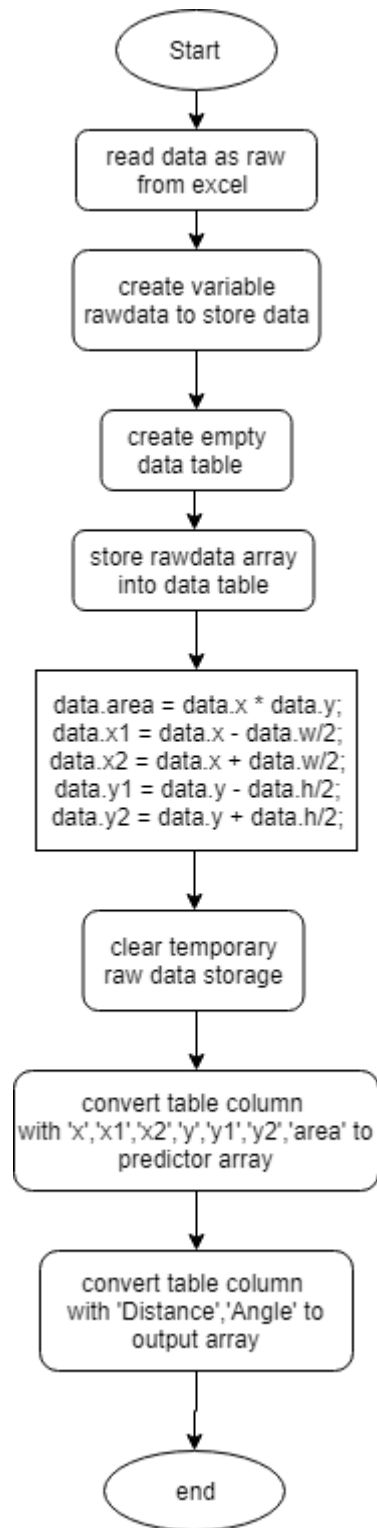 Start
read data as raw
from excel
create variable
rawdata to store data
create empty
data table
store rawdata array
into data table
data.area = data.x * data.y;
data.x1 = data.x - data.w/2;
data.x2 = data.x + data.w/2;
data.y1 = data.y - data.h/2;
data.y2 = data.y + data.h/2;
clear temporary
raw data storage
convert table column
with 'x','x1','x2','y','y1','y2','area' to
predictor array
convert table column
with 'Distance','Angle' to
output array
end